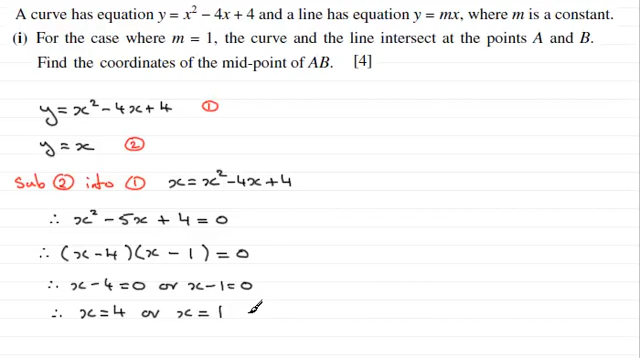 A curve has equation y = x² − 4x + 4 and a line has equation y = mx, where m is a constant.
(i) For the case where m = 1, the curve and the line intersect at the points A and B.
Find the coordinates of the mid-point of AB. [4]
y = x² − 4x + 4 ①
y = x ②
Sub ② into ① x = x² − 4x + 4
∴ x² − 5x + 4 = 0
∴ (x − 4)(x − 1) = 0
∴ x − 4 = 0 or x − 1 = 0
∴ x = 4 or x = 1